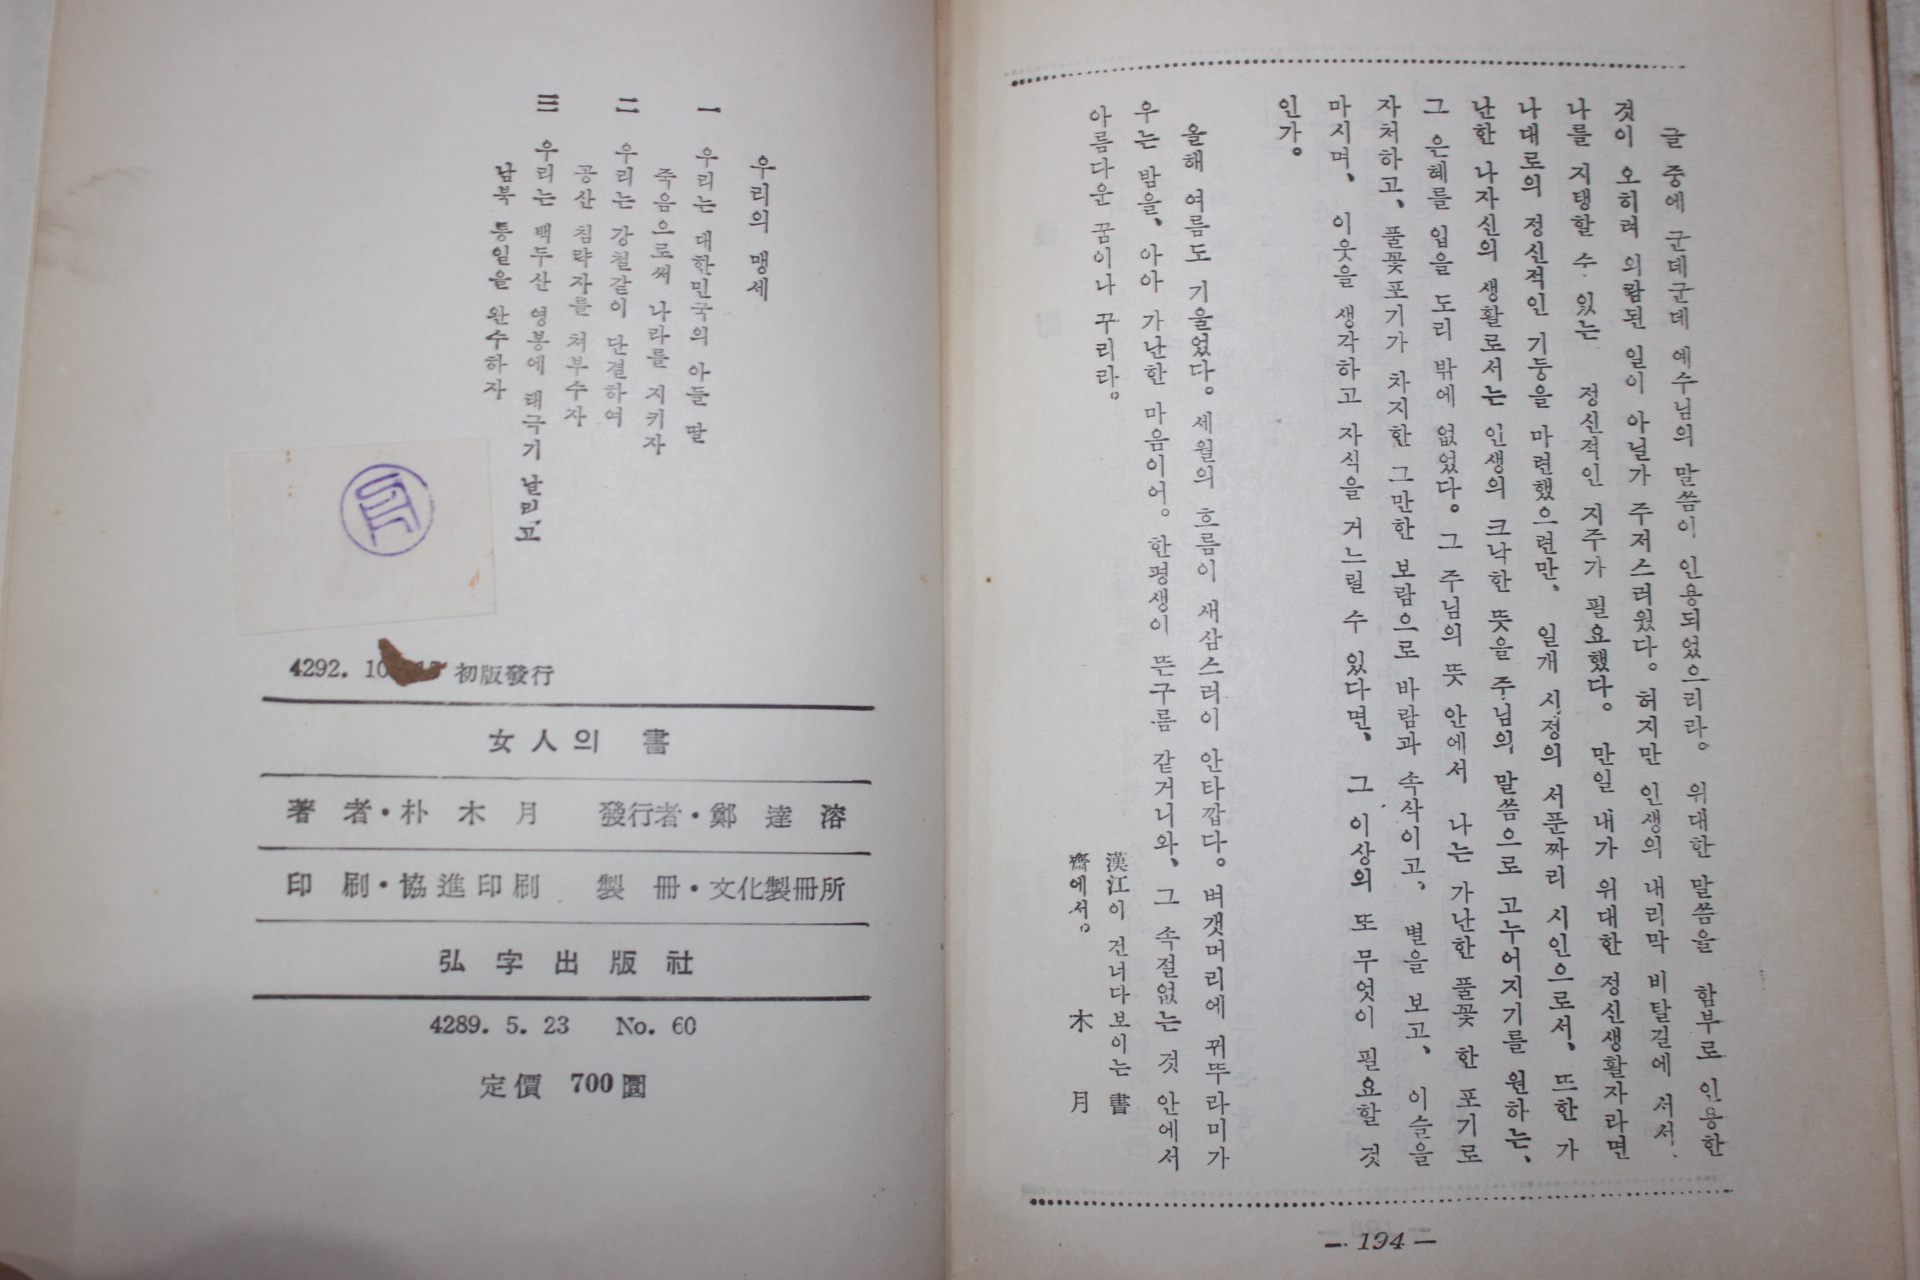 글 중에 군데군데 예수님의 말씀이 인용되었으리라。 위대한 말씀을 함부로 인용한
것이 오히려 외람된 일이 아닐가 주저스러웠다。 허지만 인생의 내리막 비탈길에 서서、
나를 지탱할 수 있는 정신적인 지주가 필요했다。 만일 내가 위대한 정신생활자라면
나대로의 정신적인 기둥을 마련했으련만、 일개 시정의 서푼짜리 시인으로서、 또한 가
난한 나자신의 생활로서는 인생의 크낙한 뜻을 주님의 말씀으로 고누어지기를 원하는、
그 은혜를 입을 도리 밖에 없었다。 그 주님의 뜻 안에서 나는 가난한 풀꽃 한 포기로
자처하고、 풀꽃포기가 차지한 그만한 보람으로 바람과 속삭이고、 별을 보고、 이슬을
마시며、 이웃을 생각하고 자식을 거느릴 수 있다면、 그 이상의 또 무엇이 필요할 것
인가。
올해 여름도 기울었다。 세월의 흐름이 새삼스러이 안타깝다。 벼갯머리에 귀뚜라미가
우는 밤을、 아아 가난한 마음이어。 한평생이 뜬구름 같거니와、 그 속절없는 것 안에서
아름다운 꿈이나 꾸리라。
漢江이 건너다보이는 書
齋에서。 木 月
— 194 —
우리의 맹세
一 우리는 대한민국의 아들 딸
죽음으로써 나라를 지키자
二 우리는 강철같이 단결하여
공산 침략자를 쳐부수자
三 우리는 백두산 영봉에 태극기 날리고
남북 통일을 완수하자
4292. 10 初版發行
女人의 書
著 者・朴 木 月 發行者・鄭 達 溶
印 刷・協進印刷 製 冊・文化製冊所
弘字出版社
4289. 5. 23 No. 60
定價 700圜